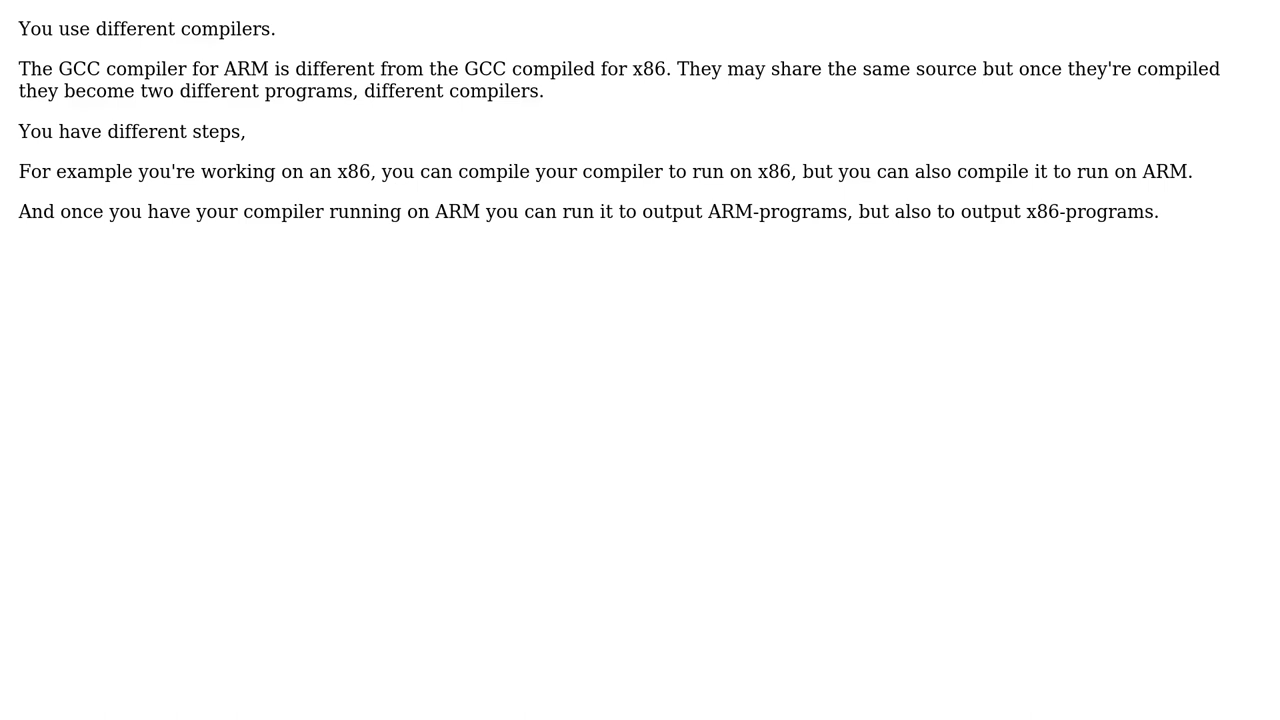 You use different compilers.
The GCC compiler for ARM is different from the GCC compiled for x86. They may share the same source but once they're compiled
they become two different programs, different compilers.
You have different steps,
For example you're working on an x86, you can compile your compiler to run on x86, but you can also compile it to run on ARM.
And once you have your compiler running on ARM you can run it to output ARM-programs, but also to output x86-programs.